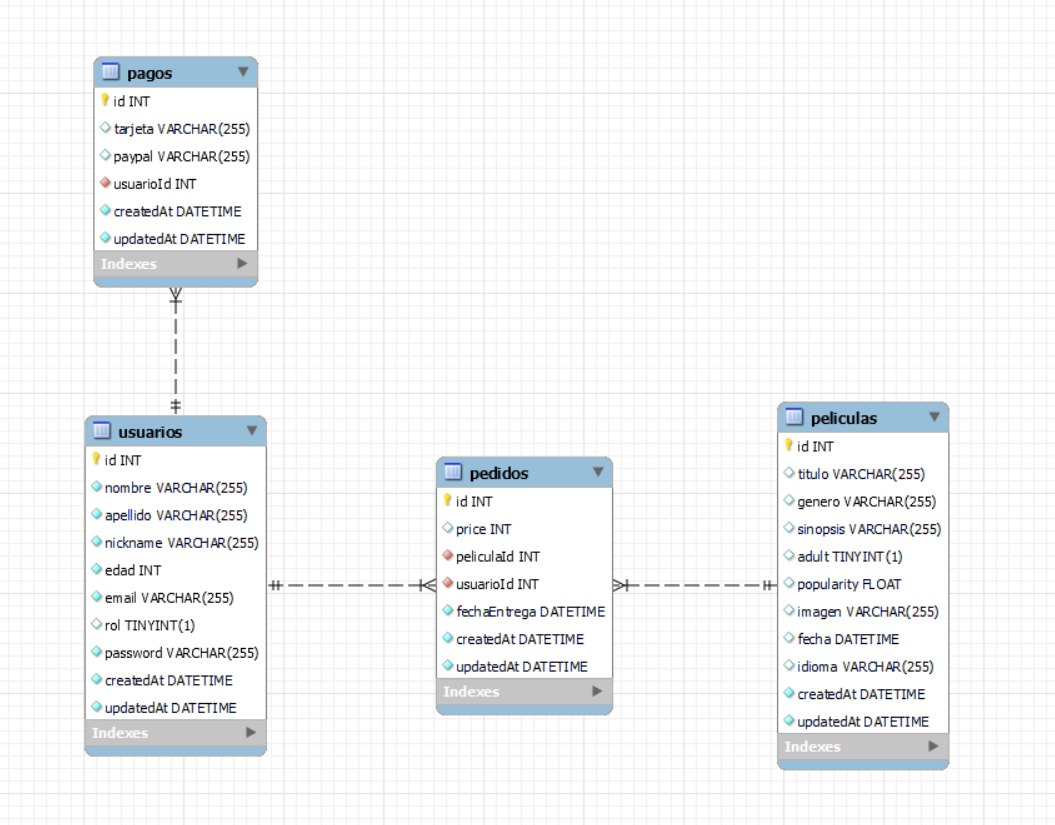 pagos
id INT
tarjeta VARCHAR(255)
paypal VARCHAR(255)
usuarioId INT
createdAt DATETIME
updatedAt DATETIME
Indexes
usuarios
id INT
nombre VARCHAR(255)
apellido VARCHAR(255)
nickname VARCHAR(255)
edad INT
email VARCHAR(255)
rol TINYINT(1)
password VARCHAR(255)
createdAt DATETIME
updatedAt DATETIME
Indexes
pedidos
id INT
price INT
peliculaId INT
usuarioId INT
fechaEntrega DATETIME
createdAt DATETIME
updatedAt DATETIME
Indexes
peliculas
id INT
titulo VARCHAR(255)
genero VARCHAR(255)
sinopsis VARCHAR(255)
adult TINYINT(1)
popularity FLOAT
imagen VARCHAR(255)
fecha DATETIME
idioma VARCHAR(255)
createdAt DATETIME
updatedAt DATETIME
Indexes